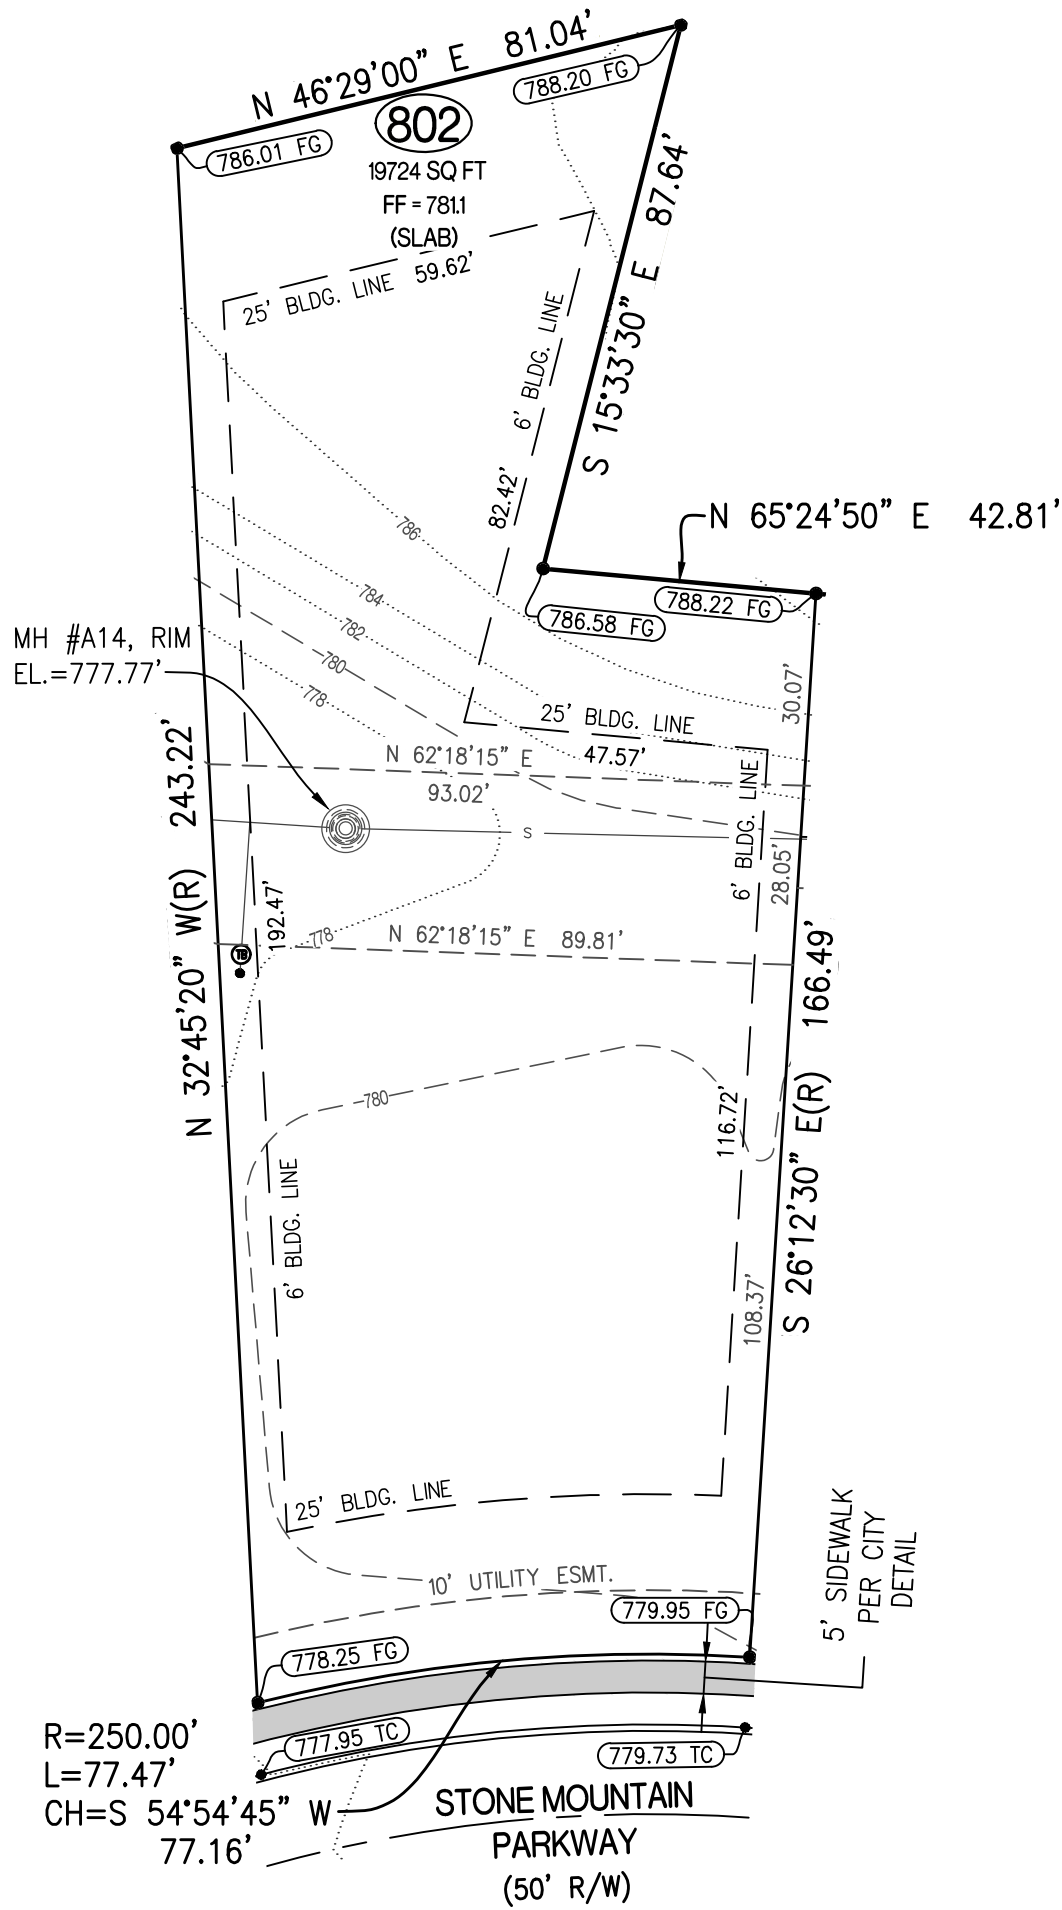 N 46°29'00" E 81.04'
788.20 FG
802
786.01 FG
19724 SQ FT
FF = 781.1
(SLAB)
25' BLDG. LINE 59.62'
S 15°33'30" E 87.64'
6' BLDG. LINE
82.42'
786
N 65°24'50" E 42.81'
784
782
780
778
788.22 FG
786.58 FG
MH #A14, RIM
EL.=777.77'
30.07'
25' BLDG. LINE
47.57'
N 62°18'15" E
93.02'
S
6' BLDG. LINE
28.05'
N 32°45'20" W(R) 243.22'
192.47'
778
N 62°18'15" E 89.81'
TB
S 26°12'30" E(R) 166.49'
780
116.72'
6' BLDG. LINE
108.37'
25' BLDG. LINE
5' SIDEWALK
PER CITY
DETAIL
10' UTILITY ESMT.
779.95 FG
778.25 FG
R=250.00'
L=77.47'
CH=S 54°54'45" W
77.16'
777.95 TC
779.73 TC
STONE MOUNTAIN
PARKWAY
(50' R/W)